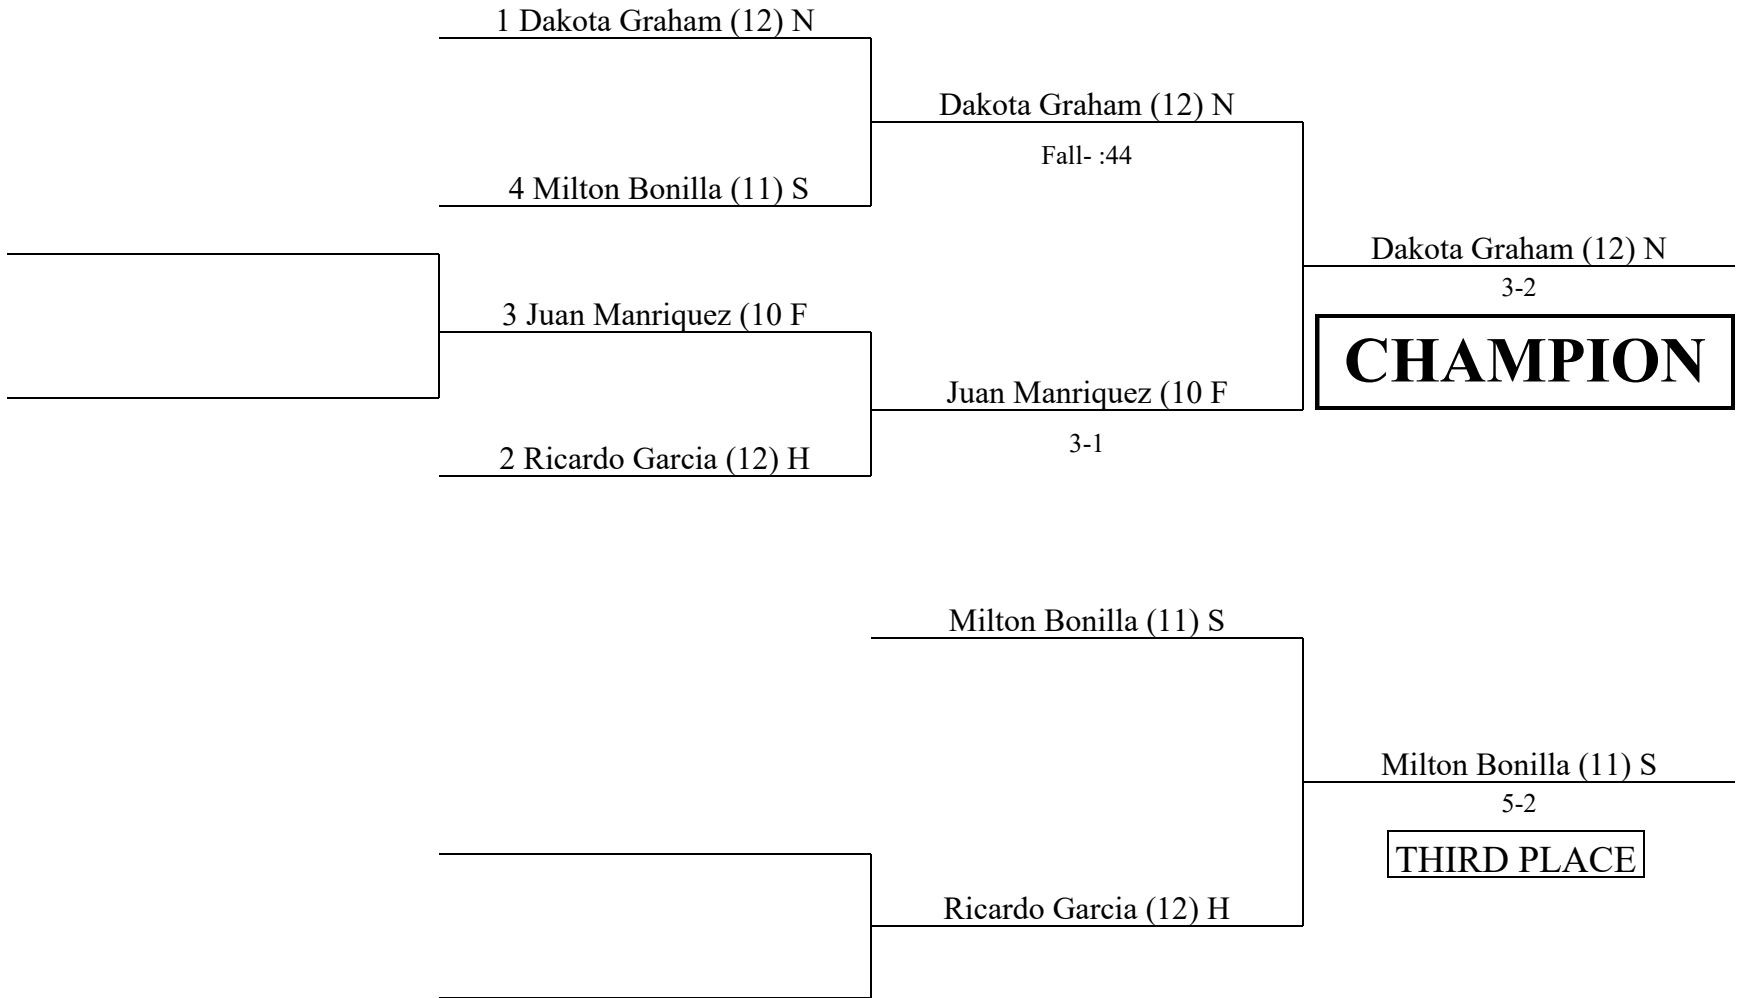 1 Dakota Graham (12) N
Dakota Graham (12) N
Fall- :44
4 Milton Bonilla (11) S
Dakota Graham (12) N
3-2
3 Juan Manriquez (10 F
CHAMPION
Juan Manriquez (10 F
3-1
2 Ricardo Garcia (12) H
Milton Bonilla (11) S
Milton Bonilla (11) S
5-2
THIRD PLACE
Ricardo Garcia (12) H